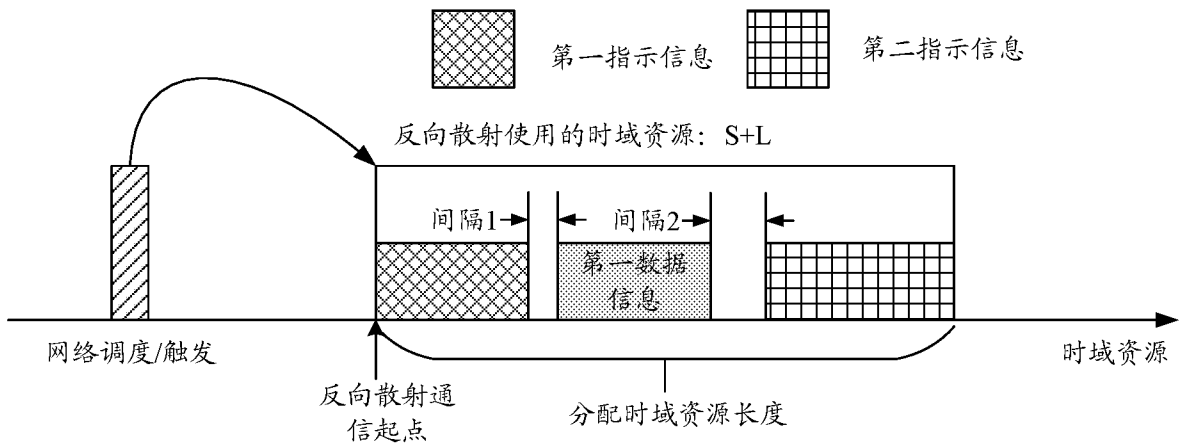 第一指示信息
第二指示信息
反向散射使用的时域资源：S+L
间隔1
间隔2
第一数据
信息
网络调度/触发
时域资源
反向散射通
信起点
分配时域资源长度